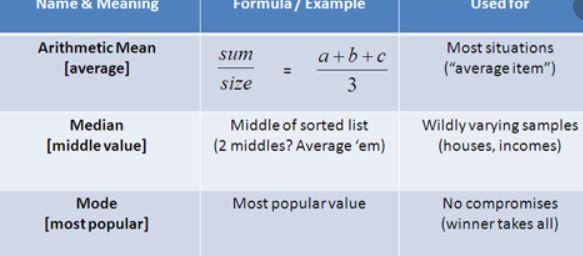 Name & Meaning
Formula / Example
Used for
Arithmetic Mean
[average]
sum
size
=
a+b+c
3
Most situations
("average item")
Median
[middle value]
Middle of sorted list
(2 middles? Average 'em)
Wildly varying samples
(houses, incomes)
Mode
[most popular]
Most popular value
No compromises
(winner takes all)